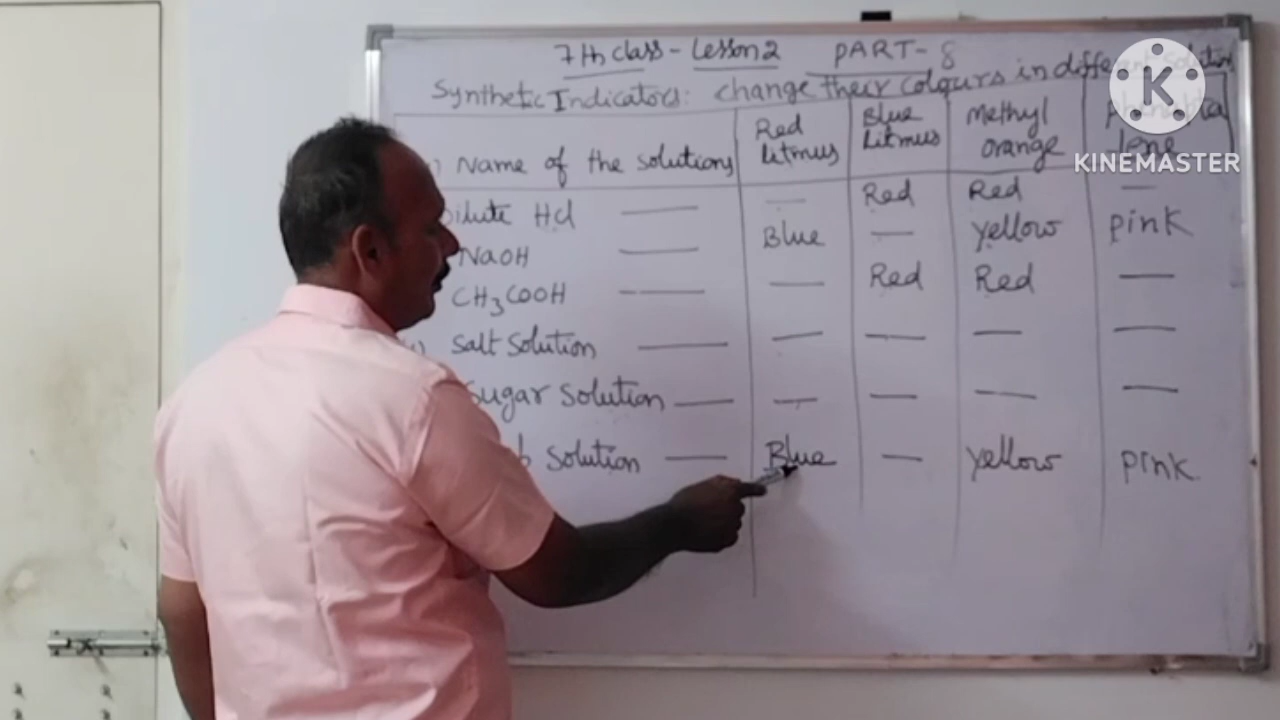 7th class - Lesson 2 PART - 8
Synthetic Indicators: change their colours in different solution
Name of the solutions Red litmus Blue litmus Methyl orange
Dilute HCl — — Red Red —
NaOH — Blue — yellow pink
CH3COOH — — Red Red —
Salt Solution — — — — —
Sugar Solution — — — — —
solution — Blue — yellow pink
K
KINEMASTER